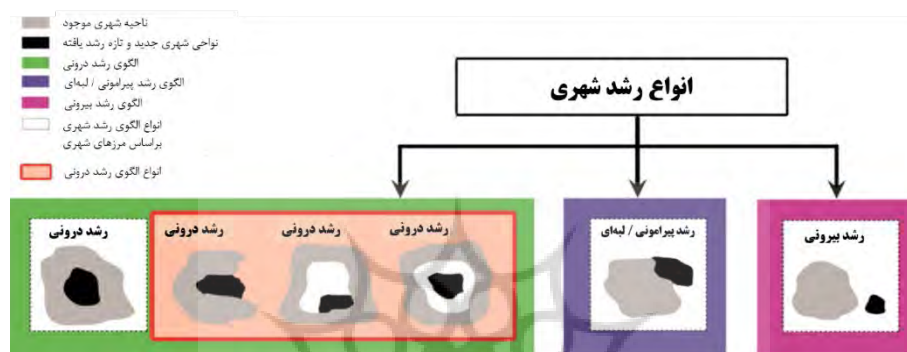 ناحیه شهری موجود
نواحی شهری جدید و تازه رشد یافته
الگوی رشد درونی
الگوی رشد پیرامونی / لبه‌ای
الگوی رشد بیرونی
انواع الگوی رشد شهری
براساس مرزهای شهری
انواع الگوی رشد درونی
انواع رشد شهری
رشد بیرونی
رشد پیرامونی / لبه‌ای
رشد درونی
رشد درونی
رشد درونی
رشد درونی